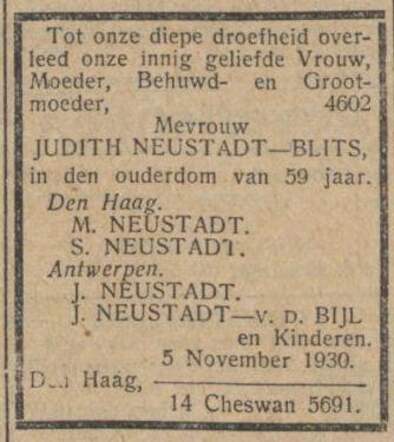 Tot onze diepe droefheid over-
leed onze innig geliefde Vrouw,
Moeder, Behuwd- en Groot-
moeder, 4602
Mevrouw
JUDITH NEUSTADT—BLITS,
in den ouderdom van 59 jaar.
Den Haag.
M. NEUSTADT.
S. NEUSTADT.
Antwerpen.
J. NEUSTADT.
J. NEUSTADT—v. D. BIJL
en Kinderen.
5 November 1930.
Den Haag, —
14 Cheswan 5691.